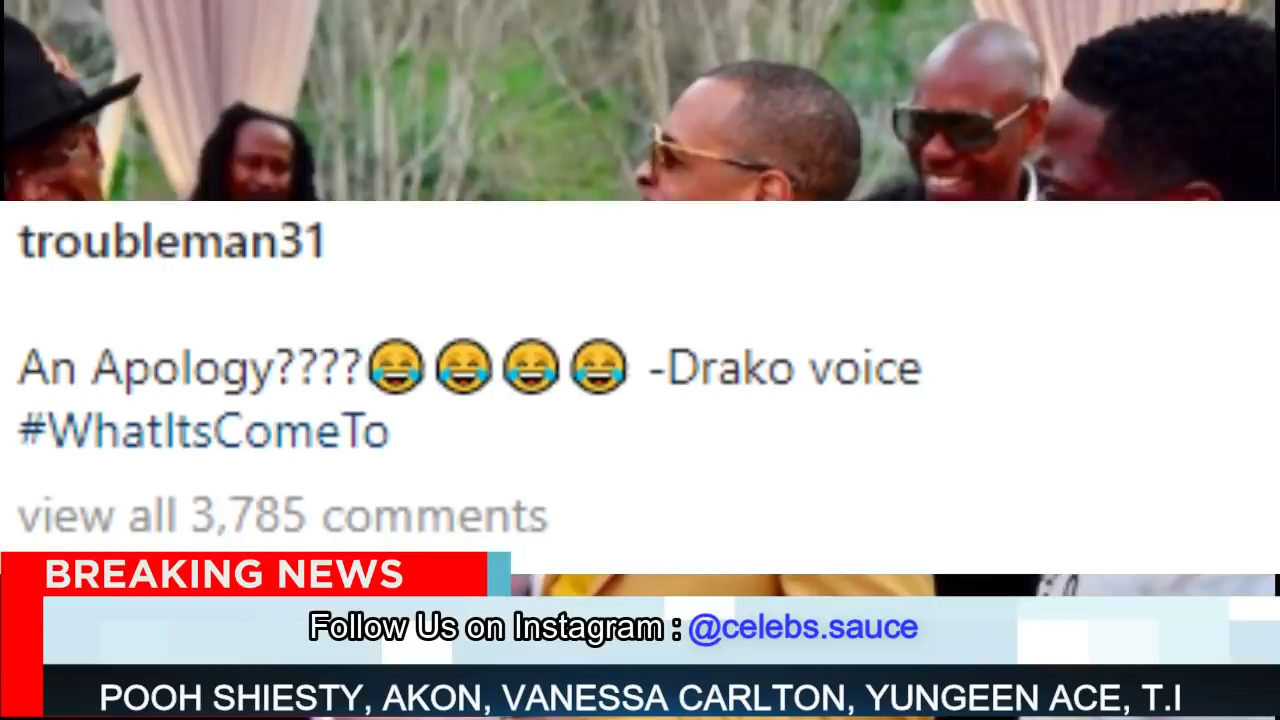 troubleman31
An Apology????😂😂😂😂 -Drako voice
#WhatItsComeTo
view all 3,785 comments
BREAKING NEWS
Follow Us on Instagram : @celebs.sauce
POOH SHIESTY, AKON, VANESSA CARLTON, YUNGEEN ACE, T.I